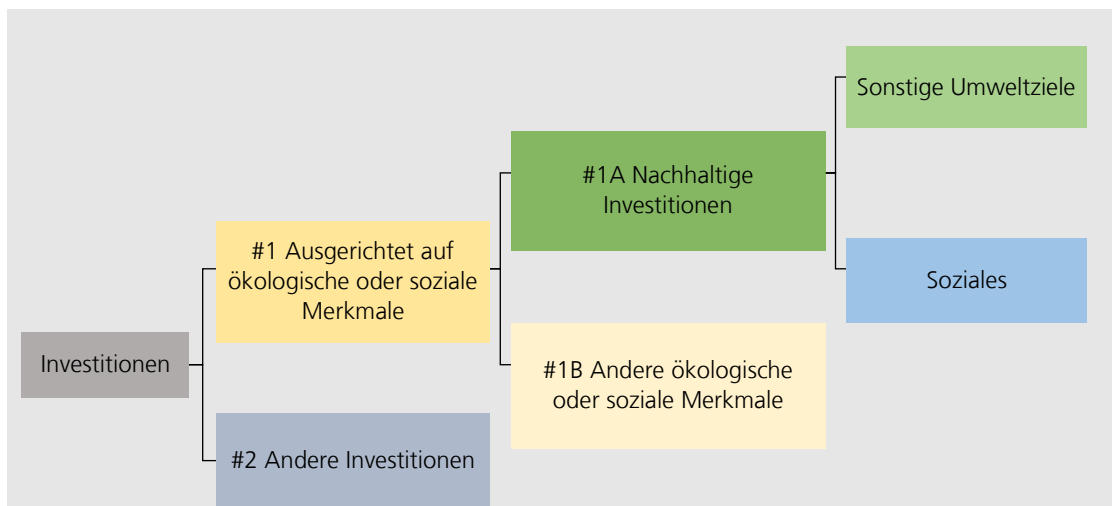 Investitionen
#1 Ausgerichtet auf
ökologische oder soziale
Merkmale
#2 Andere Investitionen
#1A Nachhaltige
Investitionen
#1B Andere ökologische
oder soziale Merkmale
Sonstige Umweltziele
Soziales